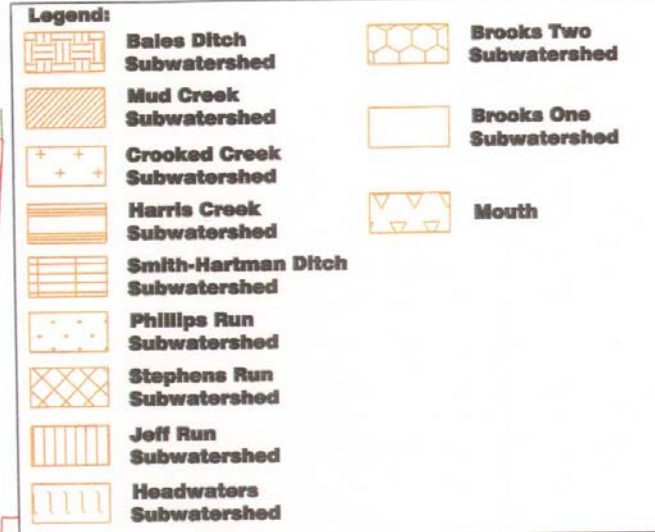 Legend:
Bales Ditch
Subwatershed
Mud Creek
Subwatershed
Crooked Creek
Subwatershed
Harris Creek
Subwatershed
Smith-Hartman Ditch
Subwatershed
Phillips Run
Subwatershed
Stephens Run
Subwatershed
Jeff Run
Subwatershed
Headwaters
Subwatershed
Brooks Two
Subwatershed
Brooks One
Subwatershed
Mouth